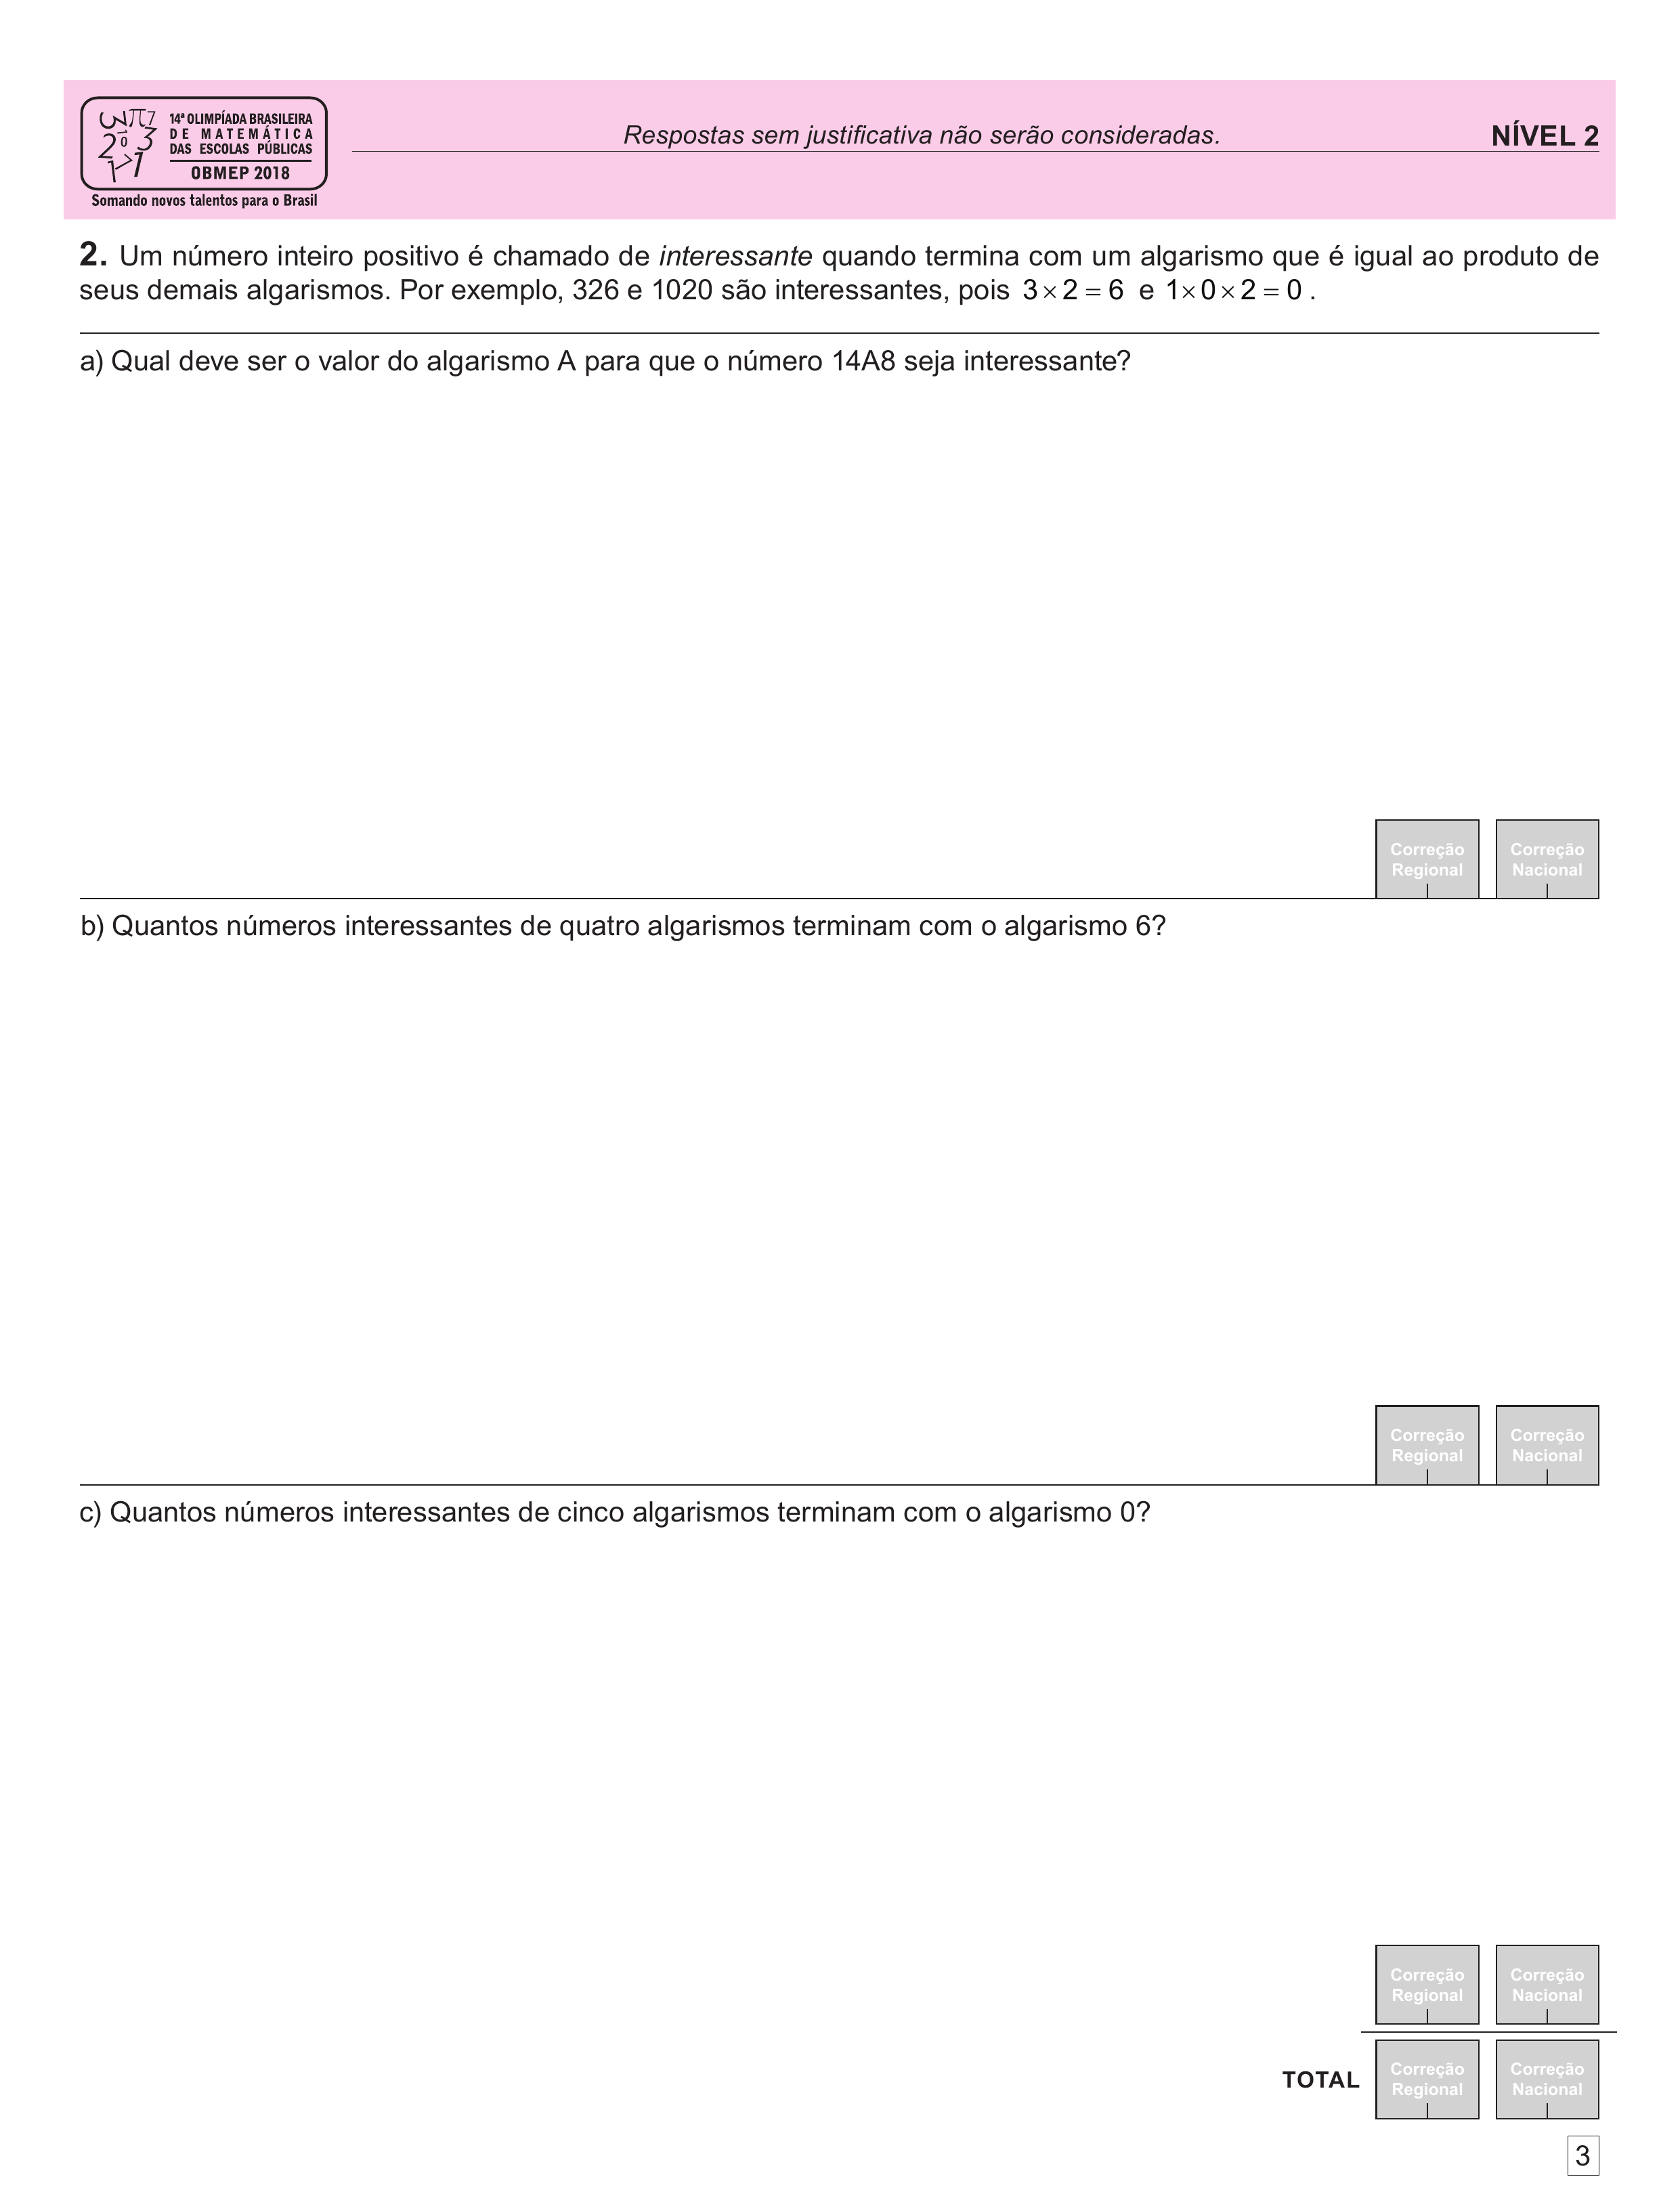 14ª OLIMPÍADA BRASILEIRA
DE MATEMÁTICA
DAS ESCOLAS PÚBLICAS
OBMEP 2018
Somando novos talentos para o Brasil
Respostas sem justificativa não serão consideradas.
NÍVEL 2
2. Um número inteiro positivo é chamado de interessante quando termina com um algarismo que é igual ao produto de
seus demais algarismos. Por exemplo, 326 e 1020 são interessantes, pois 3 × 2 = 6 e 1× 0 × 2 = 0 .
a) Qual deve ser o valor do algarismo A para que o número 14A8 seja interessante?
Correção Regional
Correção Nacional
b) Quantos números interessantes de quatro algarismos terminam com o algarismo 6?
Correção Regional
Correção Nacional
c) Quantos números interessantes de cinco algarismos terminam com o algarismo 0?
Correção Regional
Correção Nacional
TOTAL
Correção Regional
Correção Nacional
3